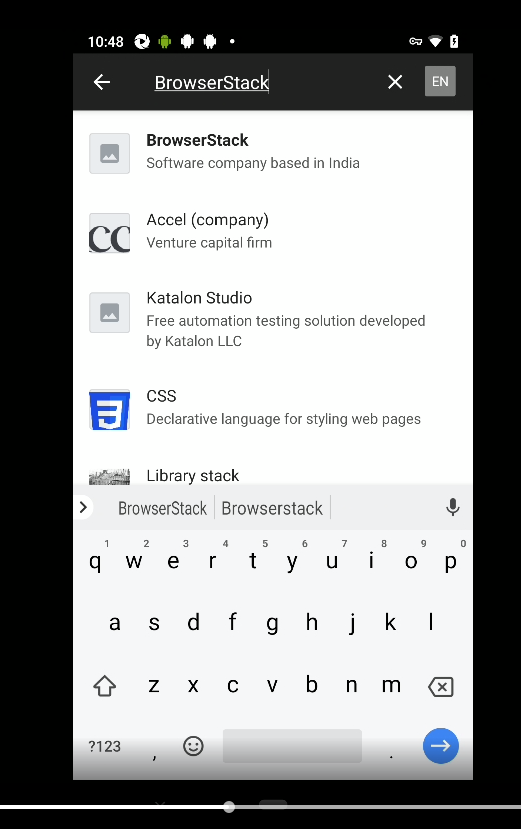 10:48
BrowserStack
EN
BrowserStack
Software company based in India
CC
Accel (company)
Venture capital firm
Katalon Studio
Free automation testing solution developed
by Katalon LLC
CSS
Declarative language for styling web pages
Library stack
BrowserStack Browserstack
1 2 3 4 5 6 7 8 9 0
q w e r t y u i o p
a s d f g h j k l
z x c v b n m
?123 , .